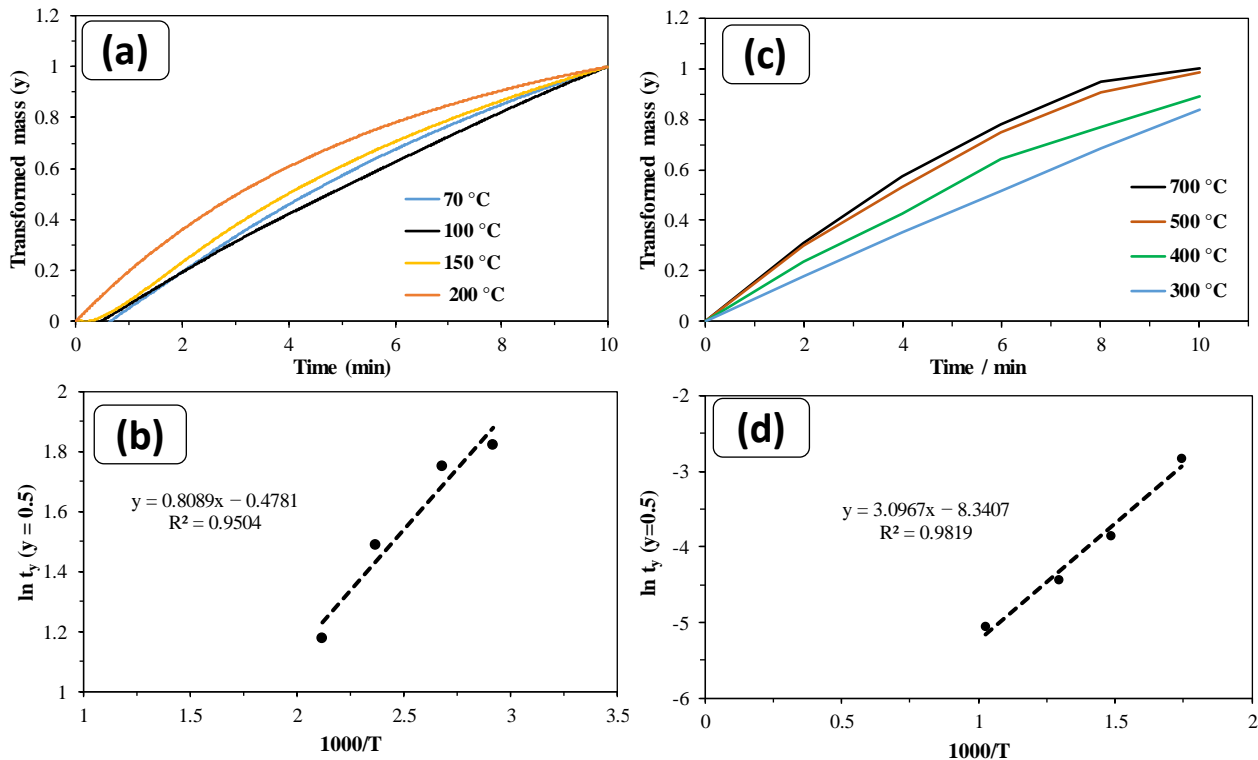 (a)
Transformed mass (y)
1.2
1
0.8
0.6
0.4
0.2
0
70 °C
100 °C
150 °C
200 °C
0 2 4 6 8 10
Time (min)
(c)
Transformed mass (y)
1.2
1
0.8
0.6
0.4
0.2
0
700 °C
500 °C
400 °C
300 °C
0 2 4 6 8 10
Time / min
(b)
ln ty (y = 0.5)
2
1.8
1.6
1.4
1.2
1
y = 0.8089x − 0.4781
R² = 0.9504
1 2 2.5 3 3.5
1000/T
(d)
ln ty (y=0.5)
-2
-3
-4
-5
-6
y = 3.0967x − 8.3407
R² = 0.9819
0 0.5 1 1.5 2
1000/T